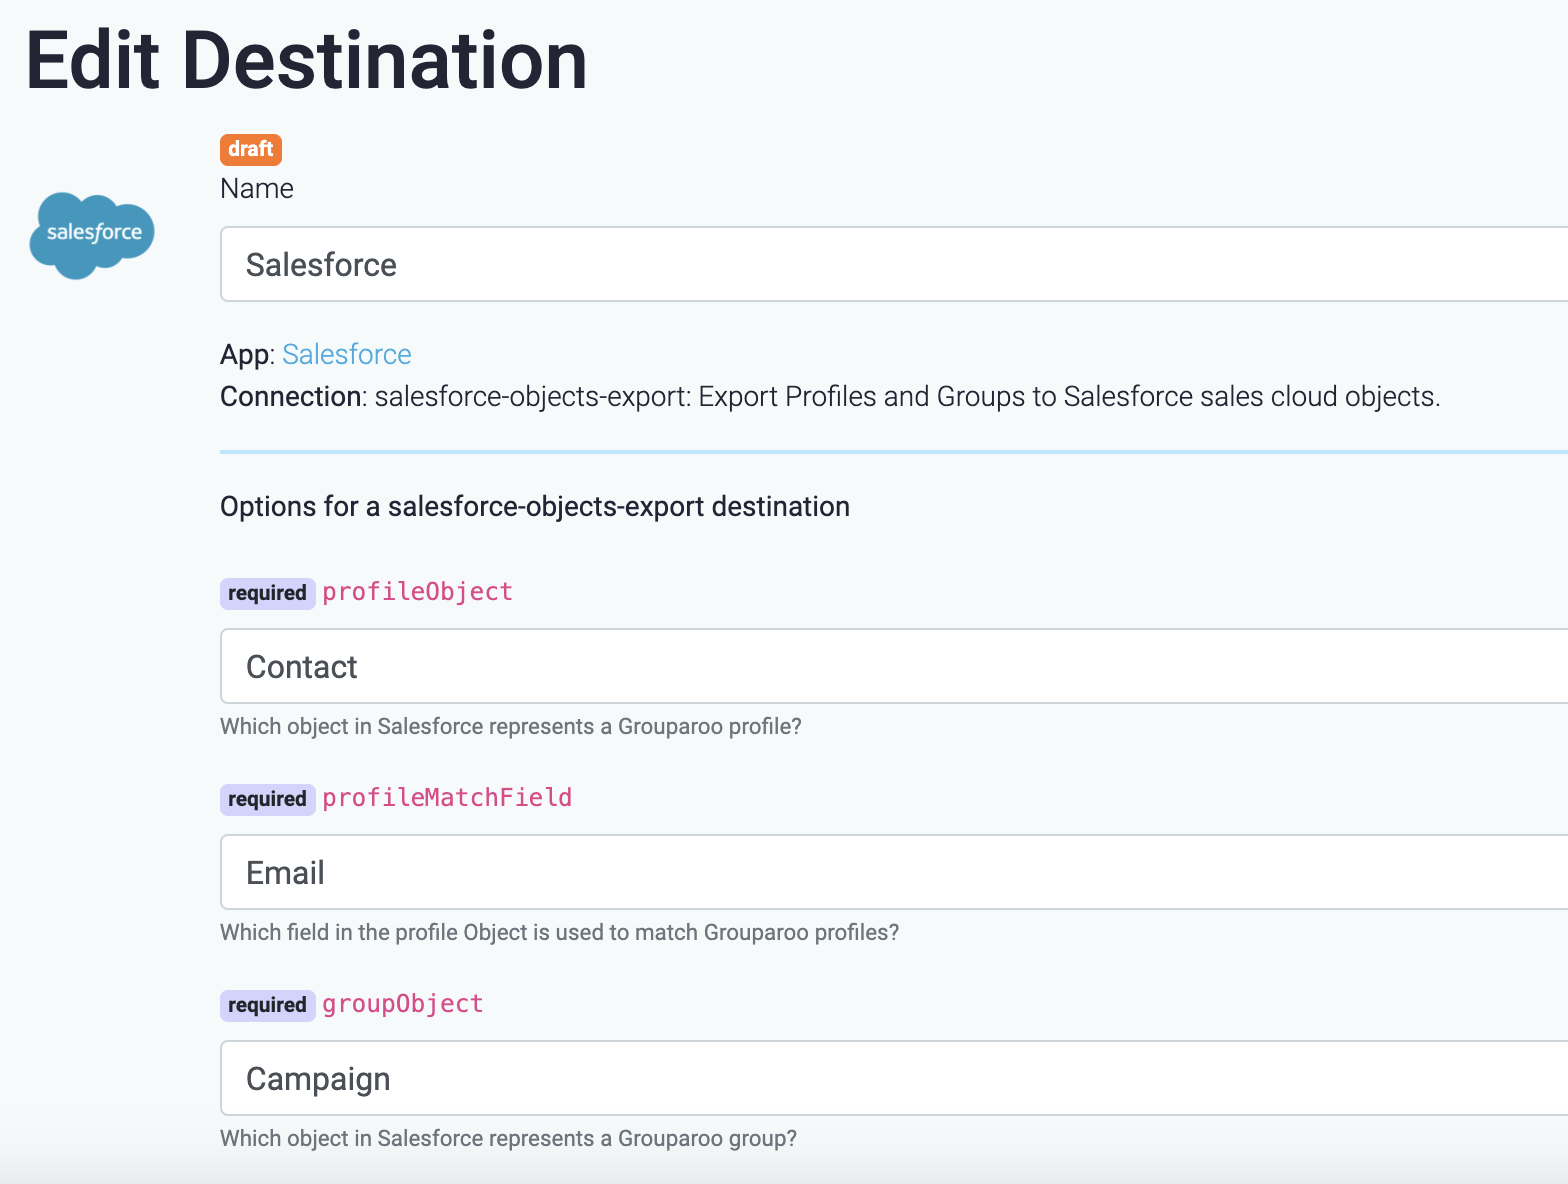 Edit Destination
draft
Name
salesforce
Salesforce
App: Salesforce
Connection: salesforce-objects-export: Export Profiles and Groups to Salesforce sales cloud objects.
Options for a salesforce-objects-export destination
required profileObject
Contact
Which object in Salesforce represents a Grouparoo profile?
required profileMatchField
Email
Which field in the profile Object is used to match Grouparoo profiles?
required groupObject
Campaign
Which object in Salesforce represents a Grouparoo group?